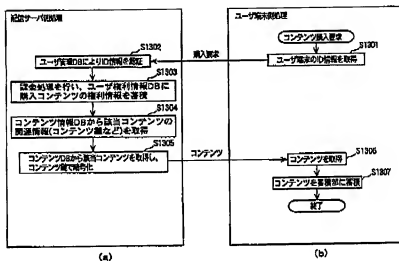 配信サーバ側処理
S1302
ユーザ管理DBによりID情報を認証
S1303
課金処理を行い、ユーザ権利情報DBに
購入コンテンツの権利情報を蓄積
S1304
コンテンツ情報DBから該当コンテンツの
関連情報(コンテンツ鍵など)を取得
S1305
コンテンツDBから該当コンテンツを取得し、
コンテンツ鍵で暗号化
(a)
購入要求
コンテンツ
ユーザ端末側処理
コンテンツ購入要求
S1301
ユーザ端末のID情報を取得
S1306
コンテンツを取得
S1307
コンテンツを蓄積部に蓄積
終了
(b)